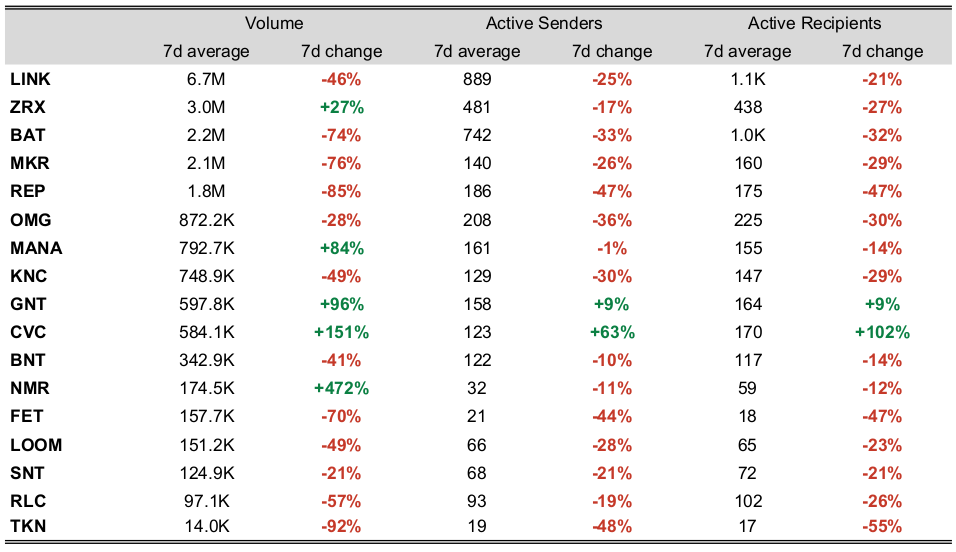 Volume Active Senders Active Recipients
7d average 7d change 7d average 7d change 7d average 7d change
LINK 6.7M -46% 889 -25% 1.1K -21%
ZRX 3.0M +27% 481 -17% 438 -27%
BAT 2.2M -74% 742 -33% 1.0K -32%
MKR 2.1M -76% 140 -26% 160 -29%
REP 1.8M -85% 186 -47% 175 -47%
OMG 872.2K -28% 208 -36% 225 -30%
MANA 792.7K +84% 161 -1% 155 -14%
KNC 748.9K -49% 129 -30% 147 -29%
GNT 597.8K +96% 158 +9% 164 +9%
CVC 584.1K +151% 123 +63% 170 +102%
BNT 342.9K -41% 122 -10% 117 -14%
NMR 174.5K +472% 32 -11% 59 -12%
FET 157.7K -70% 21 -44% 18 -47%
LOOM 151.2K -49% 66 -28% 65 -23%
SNT 124.9K -21% 68 -21% 72 -21%
RLC 97.1K -57% 93 -19% 102 -26%
TKN 14.0K -92% 19 -48% 17 -55%